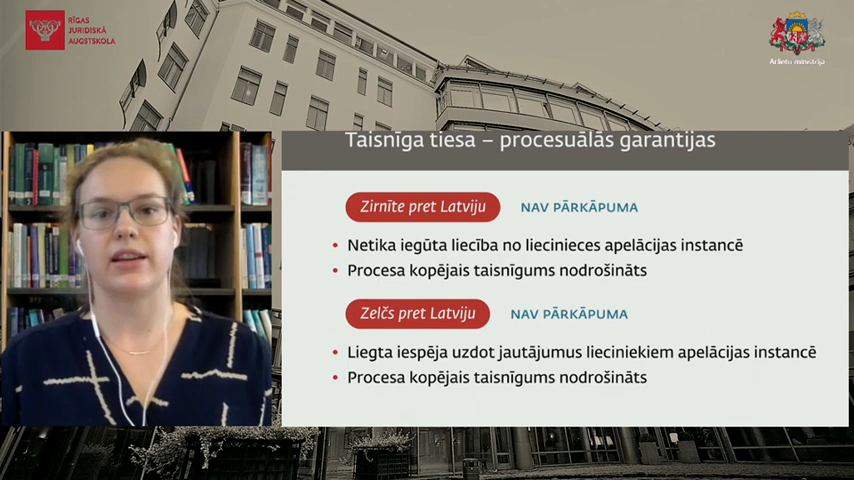 RĪGAS
JURIDISKĀ
AUGSTSKOLA
Ārlietu ministrija
Taisnīga tiesa – procesuālās garantijas
Zirnīte pret Latviju NAV PĀRKĀPUMA
• Netika iegūta liecība no liecinieces apelācijas instancē
• Procesa kopējais taisnīgums nodrošināts
Zelčs pret Latviju NAV PĀRKĀPUMA
• Liegta iespēja uzdot jautājumus lieciniekiem apelācijas instancē
• Procesa kopējais taisnīgums nodrošināts